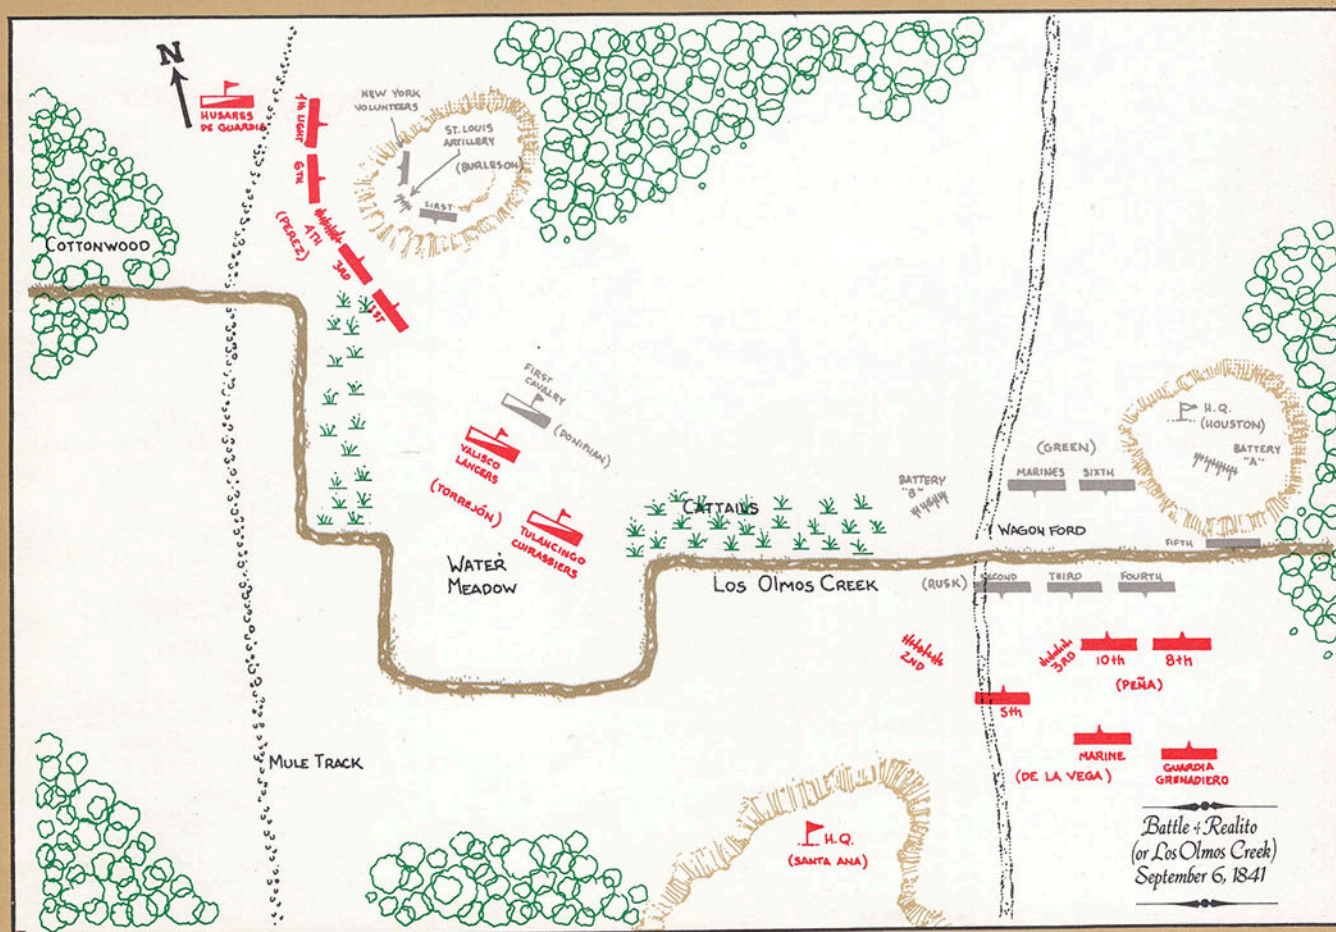 N
HUSARES
DE GUARDIA
1th LIGHT
6TH
4TH
(PEREZ)
3RD
1ST
NEW YORK
VOLUNTEERS
ST. LOUIS
ARTILLERY
(BURLESON)
FIRST
COTTONWOOD
FIRST
CAVALRY
(DONIPHAN)
YALISCO
LANCERS
(TORREJÓN)
TULANCINGO
CUIRASSIERS
WATER
MEADOW
CATTAILS
LOS OLMOS CREEK
BATTERY
"B"
(GREEN)
MARINES
SIXTH
H.Q.
(HOUSTON)
BATTERY
"A"
WAGON FORD
FIFTH
(RUSK)
SECOND
THIRD
FOURTH
2ND
3RD
10th
8th
(PEÑA)
5th
MARINE
GUARDIA
GRENADIERO
(DE LA VEGA)
MULE TRACK
H.Q.
(SANTA ANA)
Battle of Realito
(or Los Olmos Creek)
September 6, 1841